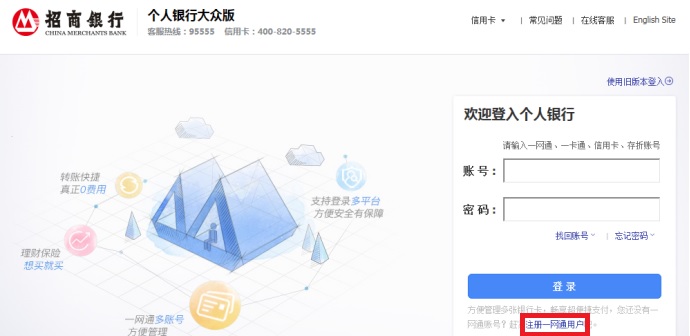 招商银行
CHINA MERCHANTS BANK
个人银行大众版
客服热线：95555 信用卡：400-820-5555
信用卡 | 常见问题 | 在线客服 | English Site
使用旧版本登入
欢迎登入个人银行
请输入一网通、一卡通、信用卡、存折账号
账号：
密码：
找回账号 | 忘记密码
登录
方便管理多张银行卡，畅享超便捷支付，您还没有一
网通账号？赶
注册一网通用户
转账快捷
真正0费用
支持登录多平台
方便安全有保障
理财保险
想买就买
一网通多账号
方便管理